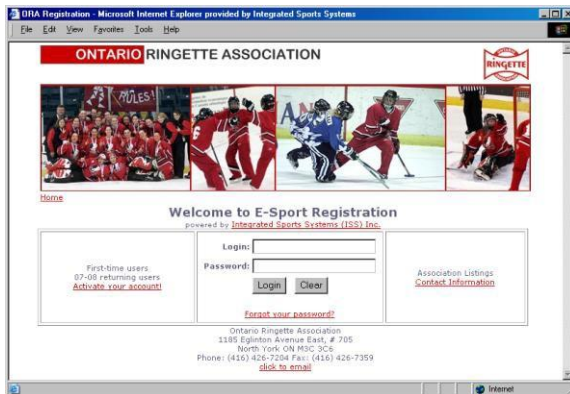 ORA Registration - Microsoft Internet Explorer provided by Integrated Sports Systems
File Edit View Favorites Tools Help
ONTARIO RINGETTE ASSOCIATION
RINGETTE
RULES!
Home
Welcome to E-Sport Registration
powered by Integrated Sports Systems (ISS) Inc.
Login:
Password:
Login Clear
Forgot your password?
First-time users
07-08 returning users
Activate your account!
Association Listings
Contact Information
Ontario Ringette Association
1185 Eglinton Avenue East, # 705
North York ON M3C 3C6
Phone: (416) 426-7204 Fax: (416) 426-7359
click to email
Internet